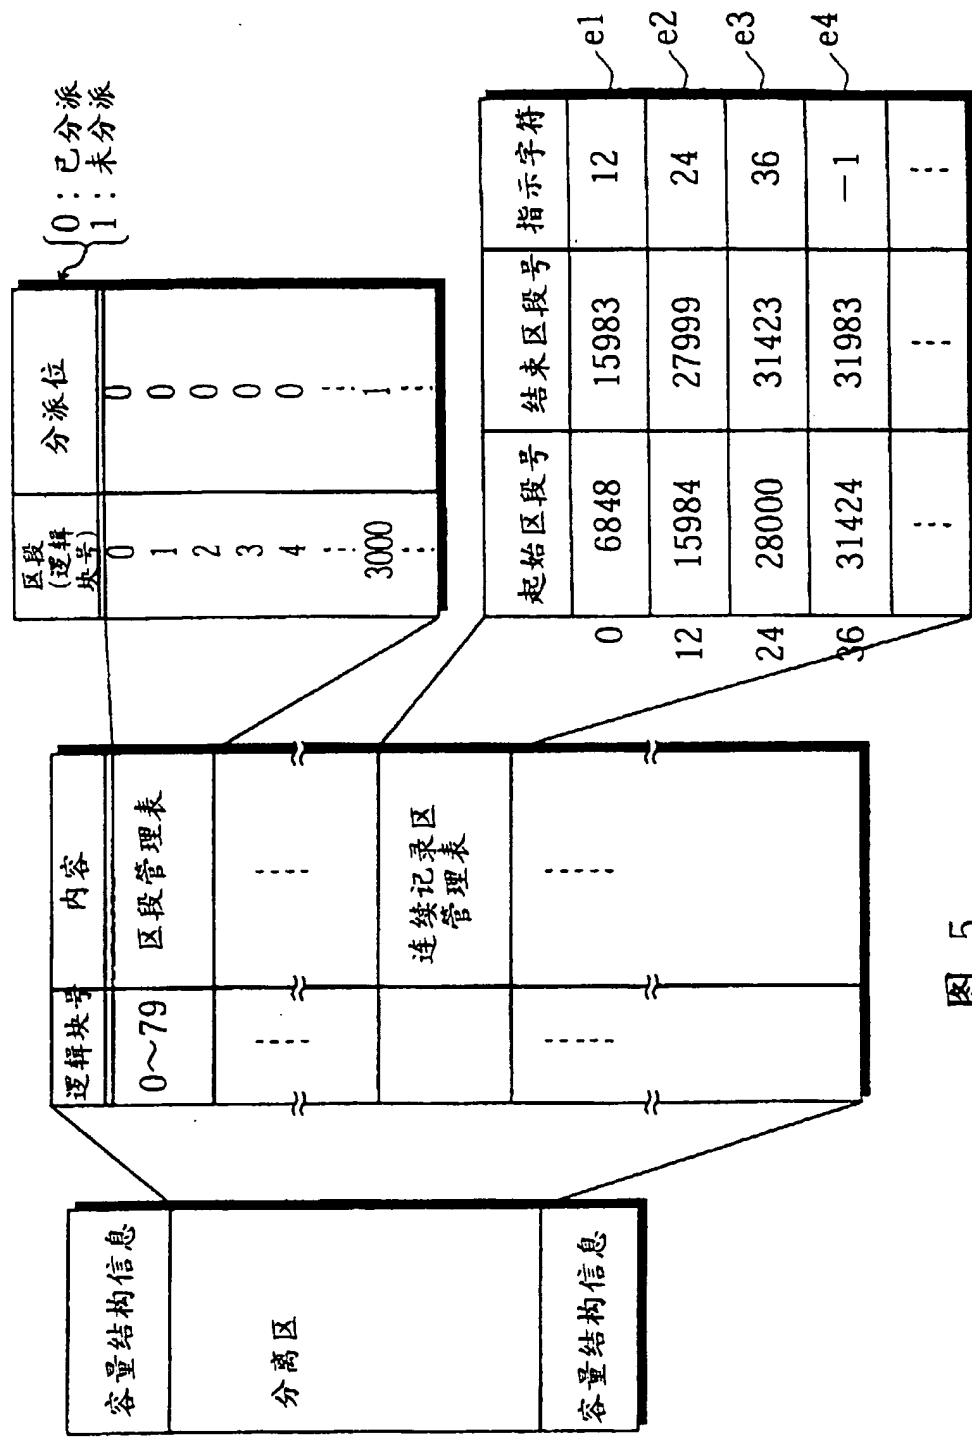 容量结构信息
分离区
容量结构信息
逻辑块号 内容
0～79 区段管理表
连续记录区
管理表
区段
(逻辑
块号) 分派位
0 0
1 0
2 0
3 0
4 0
3000 1
0：已分派
1：未分派
起始区段号 结束区段号 指示字符
0 6848 15983 12 e1
12 15984 27999 24 e2
24 28000 31423 36 e3
36 31424 31983 −1 e4
图 5